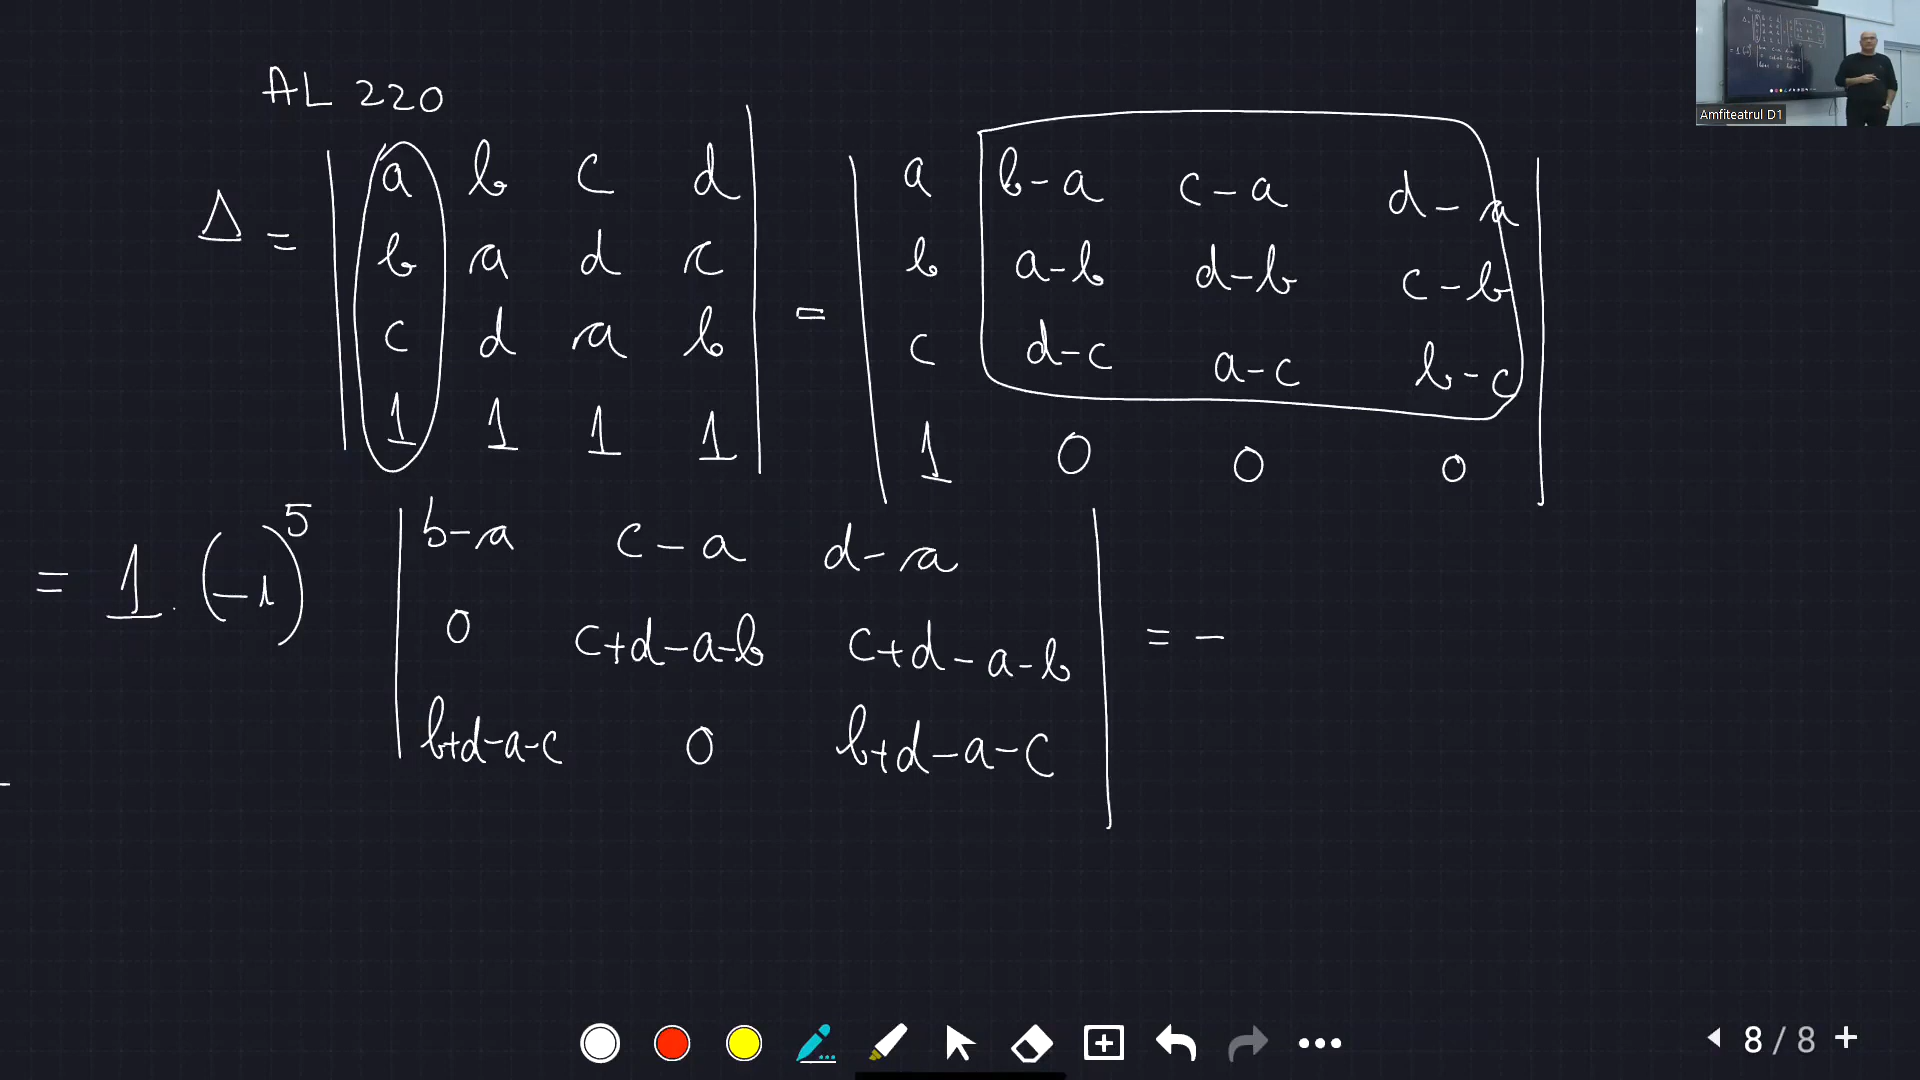 AL 220
Δ = | a b c d | = | a b-a c-a d-a |
| b a d c | | b a-b d-b c-b |
| c d a b | | c d-c a-c b-c |
| 1 1 1 1 | | 1 0 0 0 |
= 1 · (-1)^5 | b-a c-a d-a | = -
| 0 c+d-a-b c+d-a-b |
| b+d-a-c 0 b+d-a-c |
Amfiteatrul D1
8 / 8